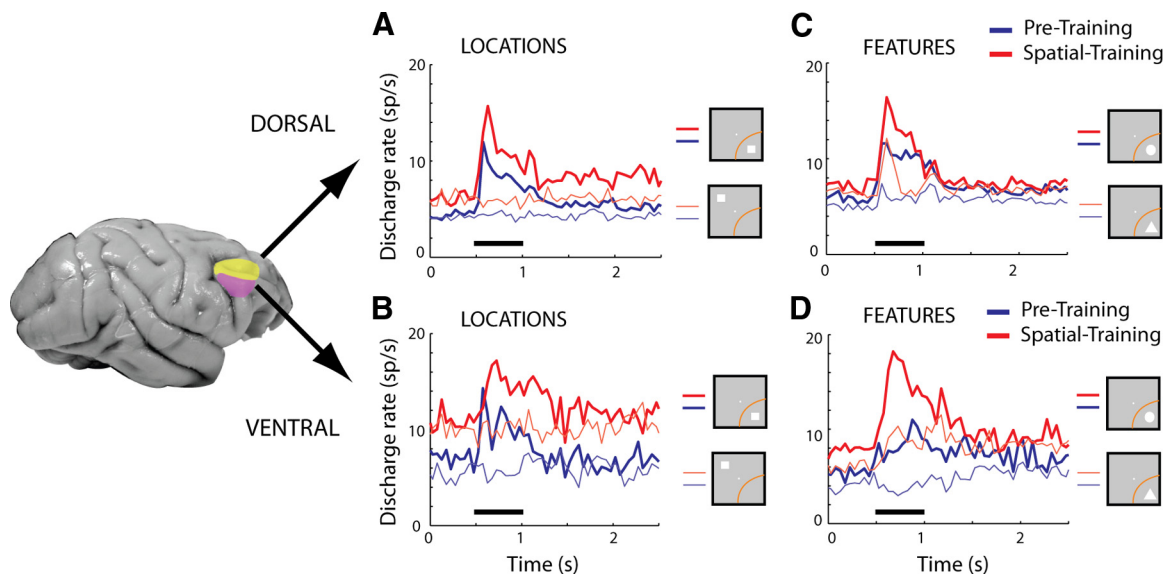 A
LOCATIONS
Discharge rate (sp/s)
20
10
0
0
1
2
C
FEATURES
Pre-Training
Spatial-Training
20
10
0
0
1
2
DORSAL
VENTRAL
B
LOCATIONS
Discharge rate (sp/s)
20
10
0
0
1
2
Time (s)
D
FEATURES
Pre-Training
Spatial-Training
20
10
0
0
1
2
Time (s)